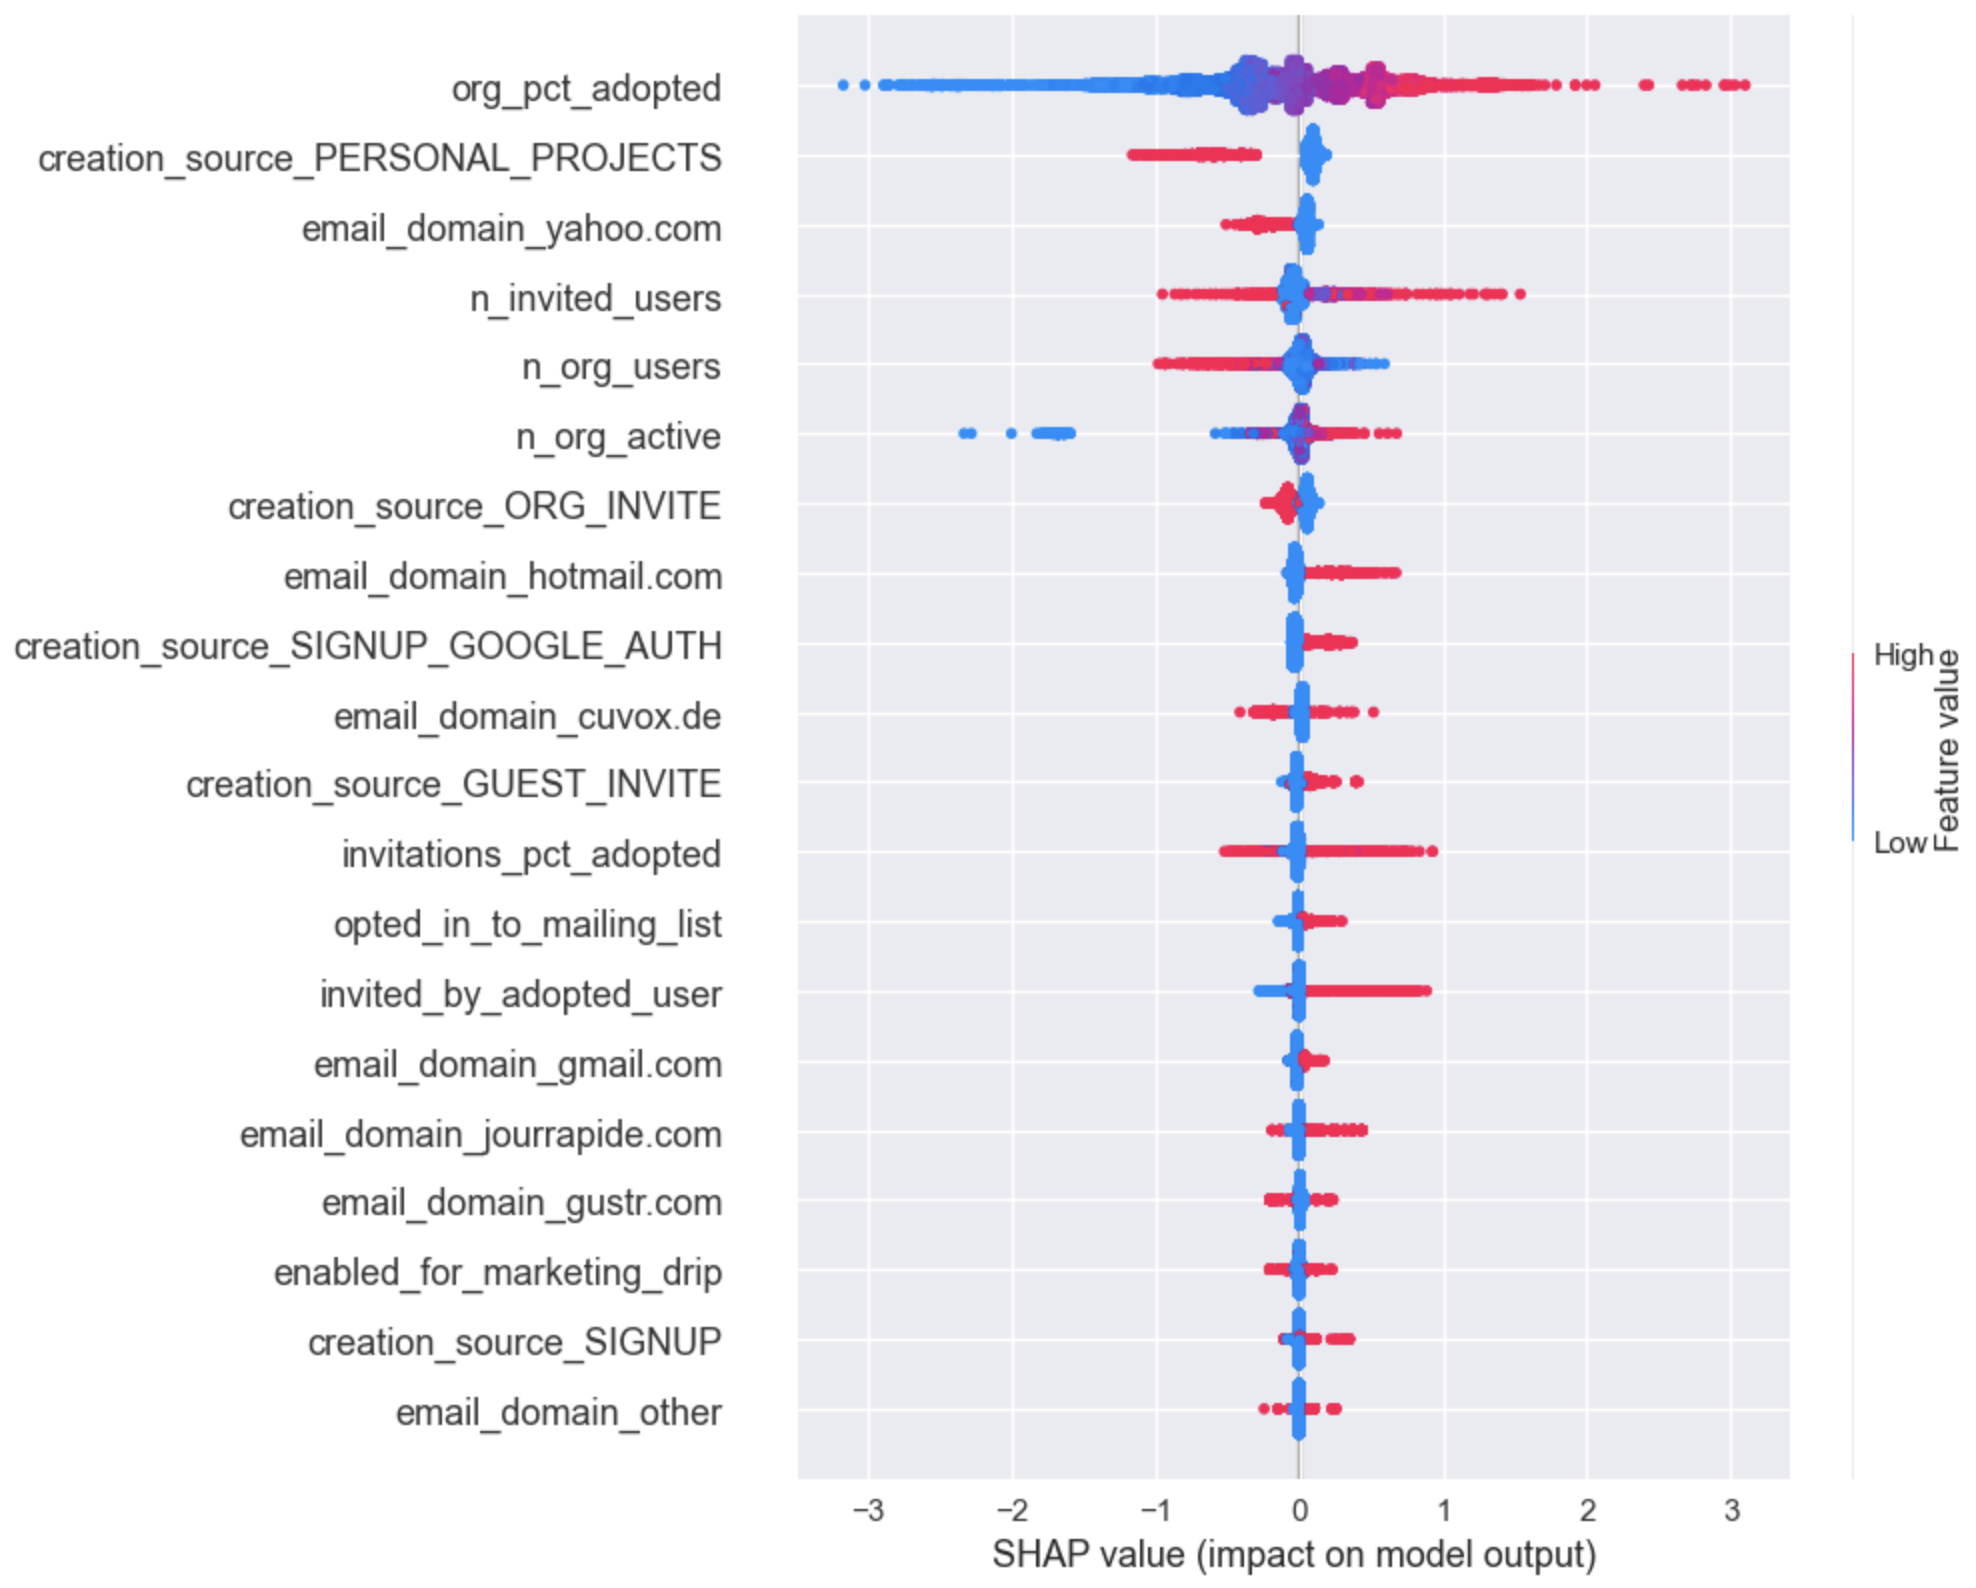 org_pct_adopted
creation_source_PERSONAL_PROJECTS
email_domain_yahoo.com
n_invited_users
n_org_users
n_org_active
creation_source_ORG_INVITE
email_domain_hotmail.com
creation_source_SIGNUP_GOOGLE_AUTH
email_domain_cuvox.de
creation_source_GUEST_INVITE
invitations_pct_adopted
opted_in_to_mailing_list
invited_by_adopted_user
email_domain_gmail.com
email_domain_jourrapide.com
email_domain_gustr.com
enabled_for_marketing_drip
creation_source_SIGNUP
email_domain_other
−3 −2 −1 0 1 2 3
SHAP value (impact on model output)
High
Low
Feature value